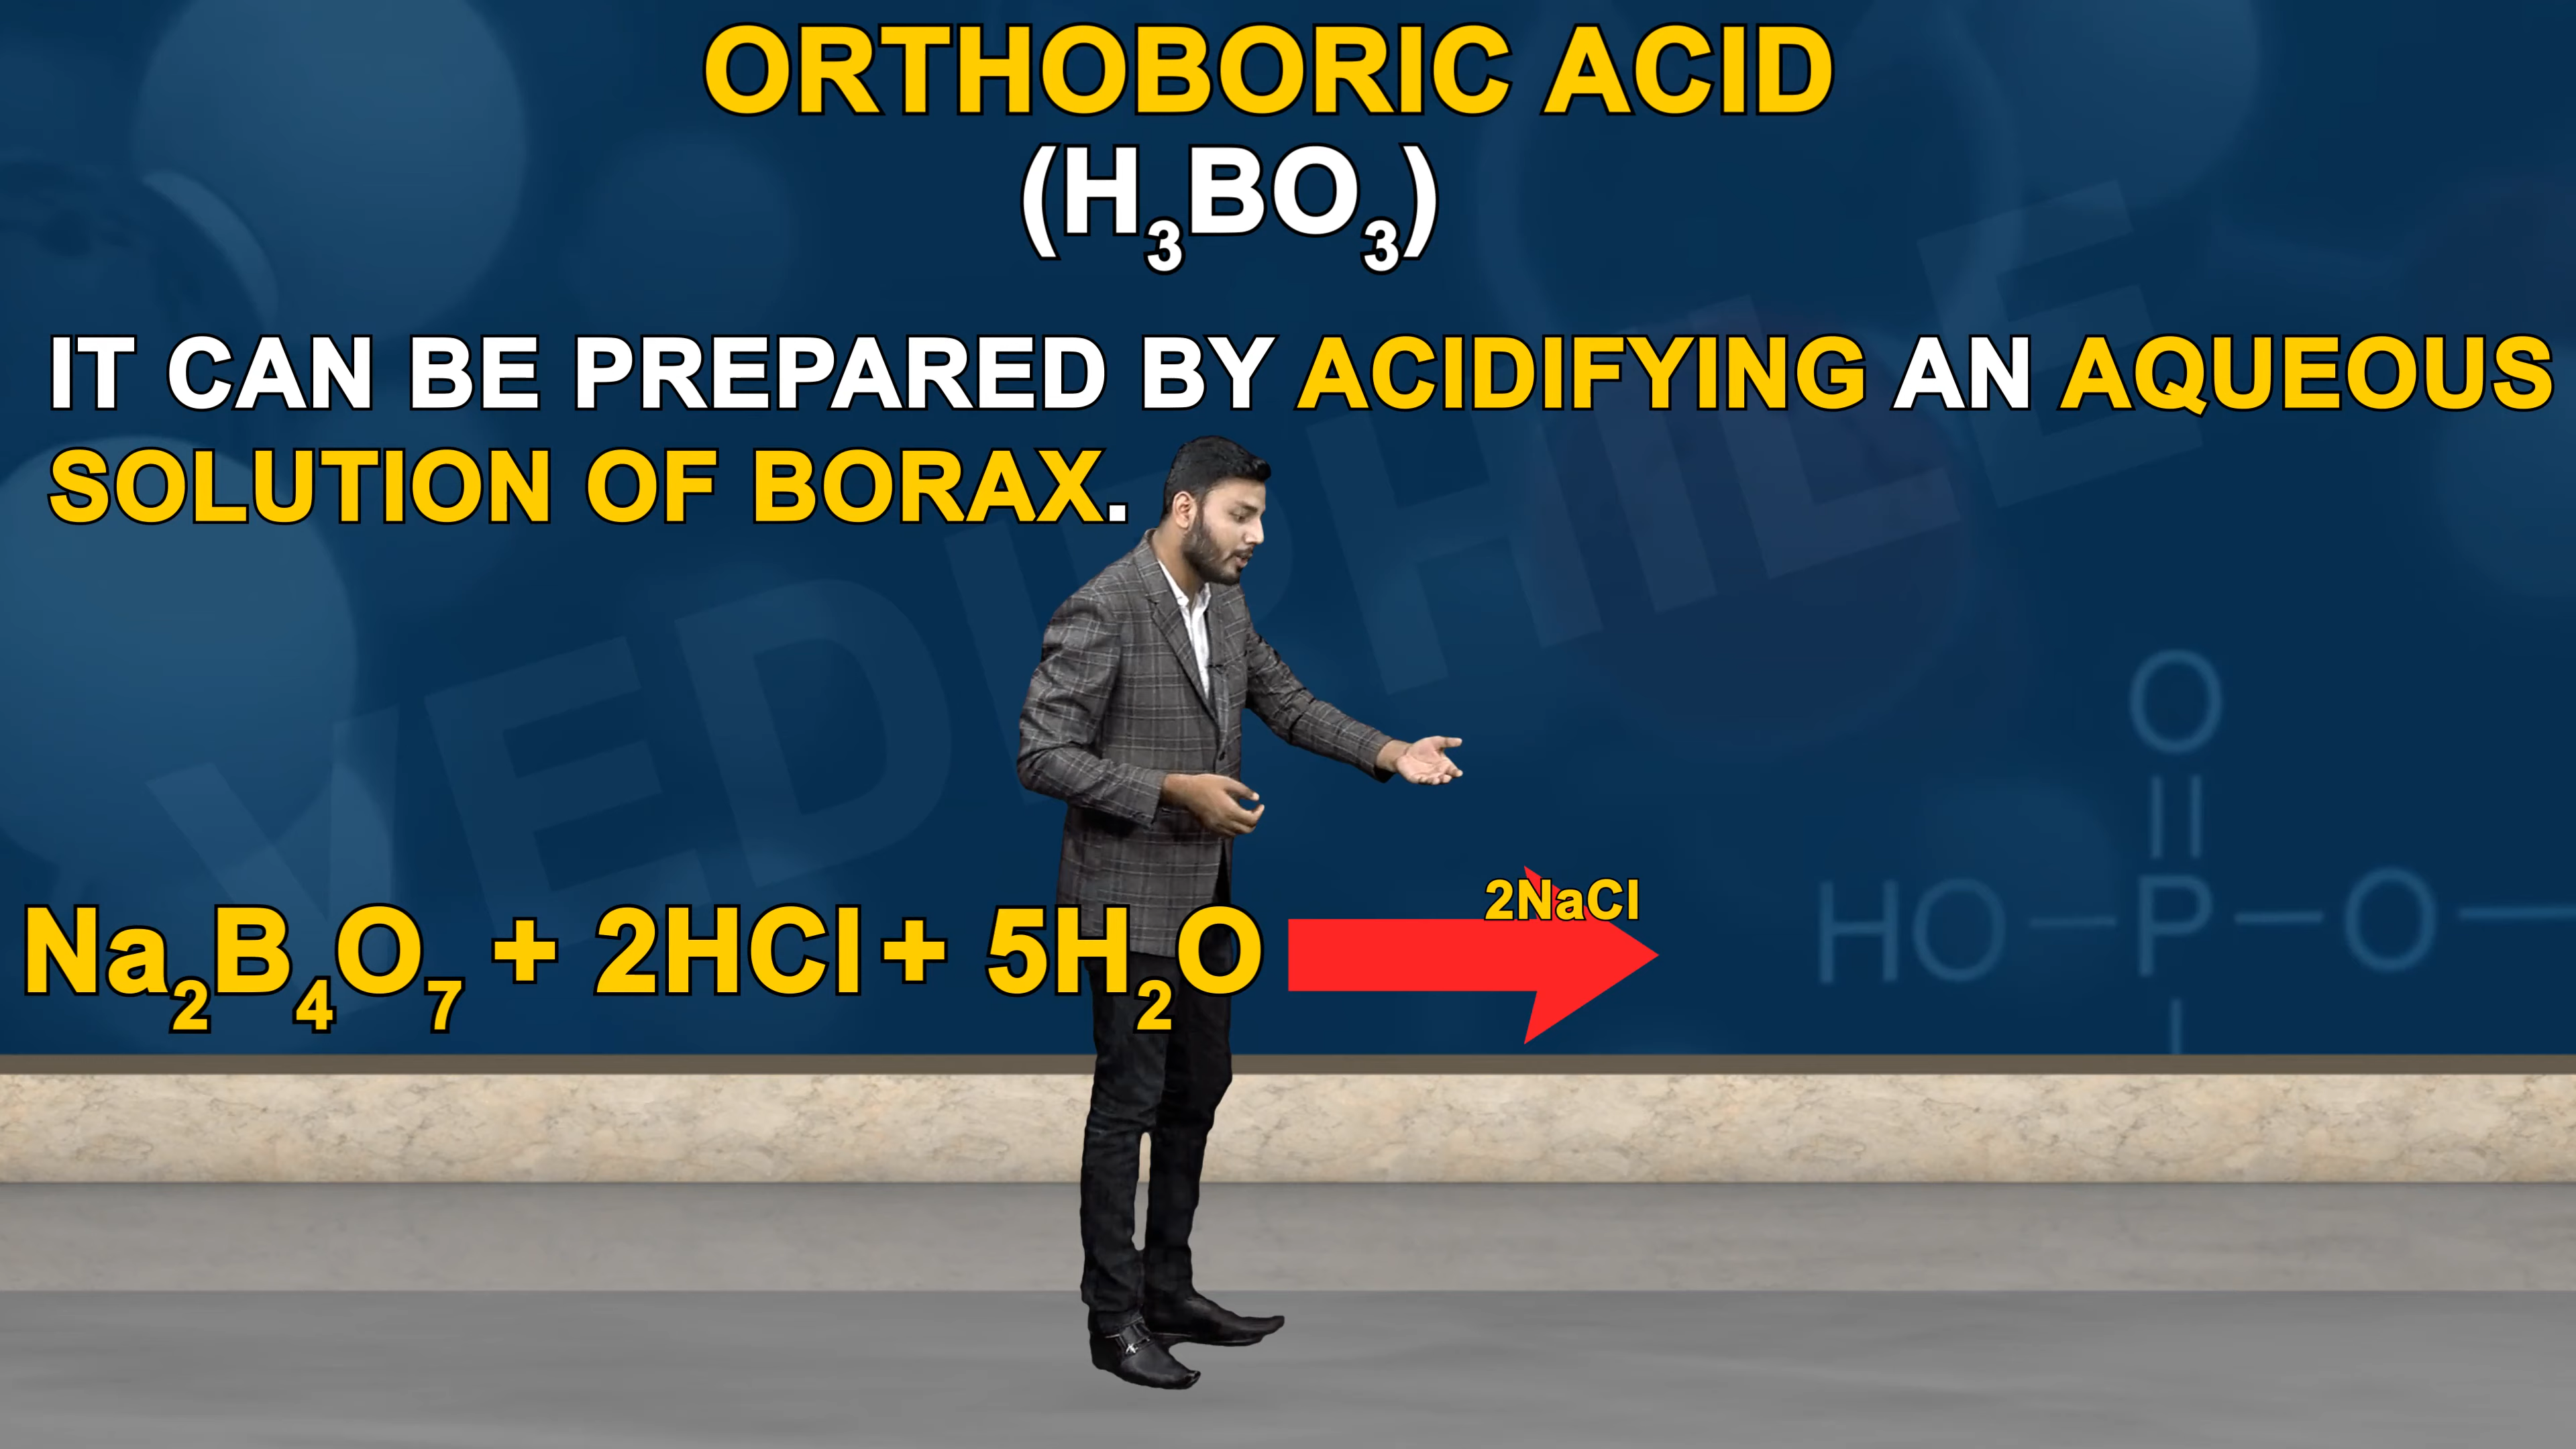 ORTHOBORIC ACID
(H₃BO₃)
IT CAN BE PREPARED BY ACIDIFYING AN AQUEOUS
SOLUTION OF BORAX.
VEDIPHILE
O
HO P O
2NaCl
Na₂B₄O₇ + 2HCl + 5H₂O